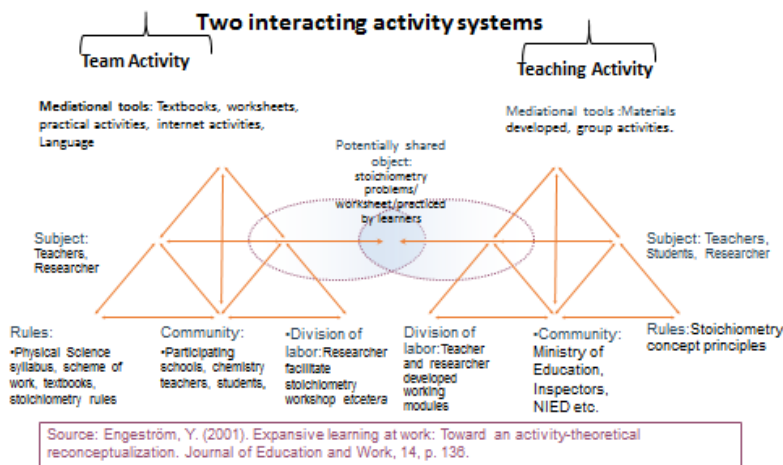 Two interacting activity systems
Team Activity
Teaching Activity
Mediational tools: Textbooks, worksheets,
practical activities, internet activities,
Language
Mediational tools :Materials
developed, group activities.
Potentially shared
object:
stoichiometry
problems/
worksheet/practiced
by learners
Subject:
Teachers,
Researcher
Subject: Teachers,
Students, Researcher
Rules:
•Physical Science
syllabus, scheme of
work, textbooks,
stoichiometry rules
Community:
•Participating
schools, chemistry
teachers, students,
•Division of
labor:Researcher
facilitate
stoichiometry
workshop etcetera
Division of
labor:Teacher
and researcher
developed
working
modules
•Community:
Ministry of
Education,
Inspectors,
NIED etc.
Rules:Stoichiometry
concept principles
Source: Engeström, Y. (2001). Expansive learning at work: Toward an activity-theoretical
reconceptualization. Journal of Education and Work, 14, p. 136.